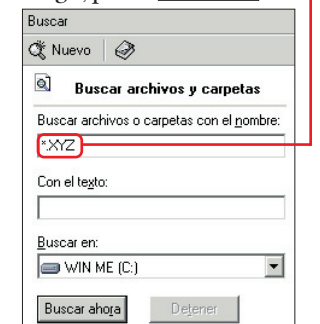 Buscar
Nuevo
Buscar archivos y carpetas
Buscar archivos o carpetas con el nombre:
*.XYZ
Con el texto:
Buscar en:
WIN ME (C:)
Buscar ahora Detener